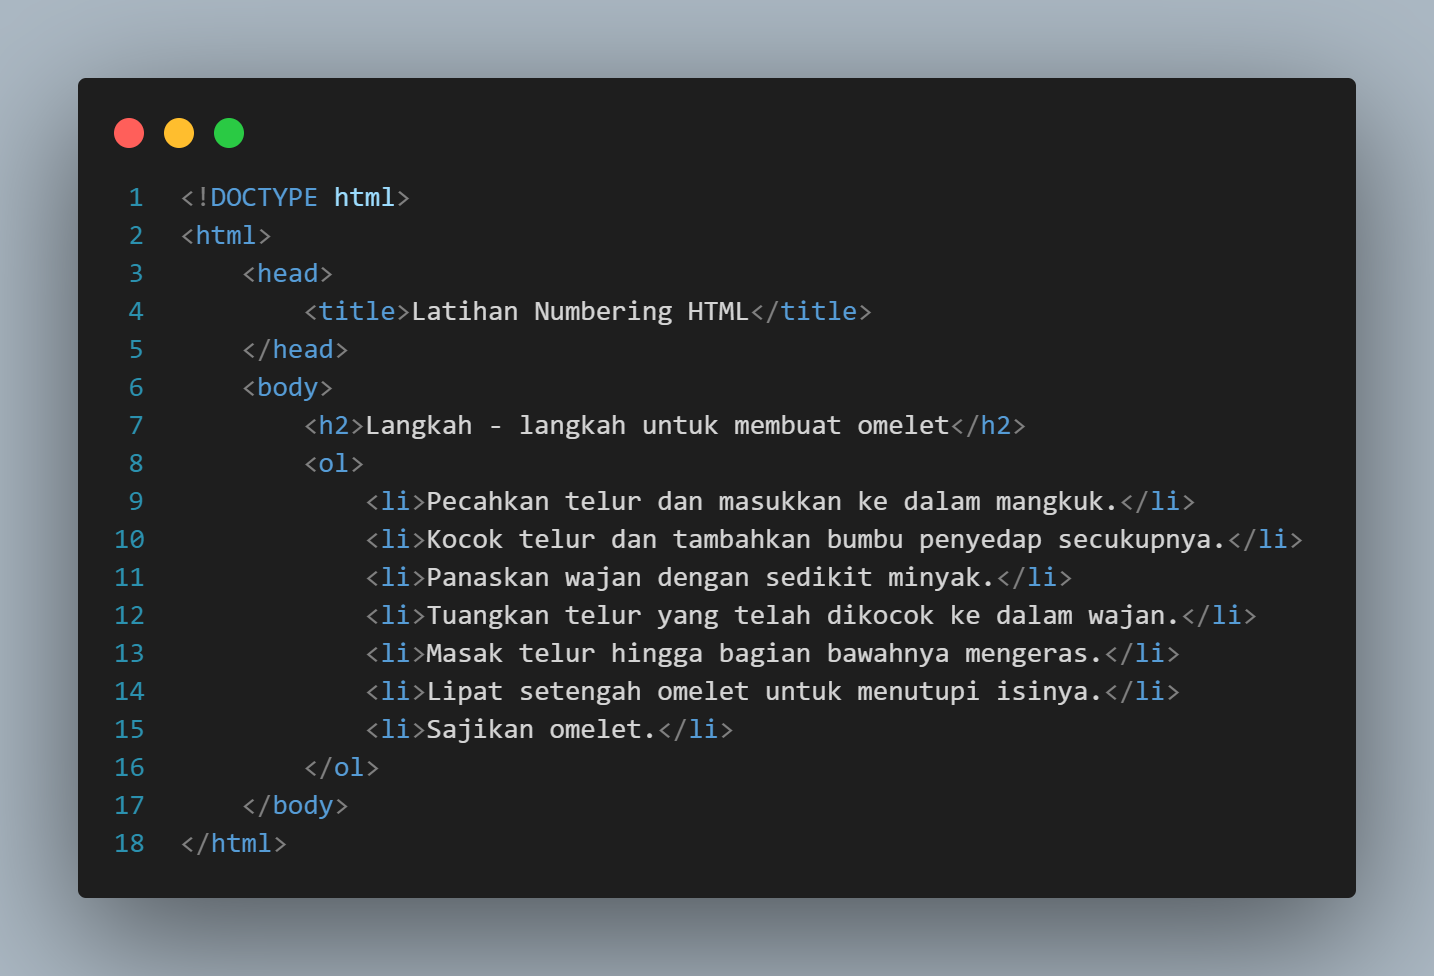 1 <!DOCTYPE html>
2 <html>
3     <head>
4         <title>Latihan Numbering HTML</title>
5     </head>
6     <body>
7         <h2>Langkah - langkah untuk membuat omelet</h2>
8         <ol>
9             <li>Pecahkan telur dan masukkan ke dalam mangkuk.</li>
10             <li>Kocok telur dan tambahkan bumbu penyedap secukupnya.</li>
11             <li>Panaskan wajan dengan sedikit minyak.</li>
12             <li>Tuangkan telur yang telah dikocok ke dalam wajan.</li>
13             <li>Masak telur hingga bagian bawahnya mengeras.</li>
14             <li>Lipat setengah omelet untuk menutupi isinya.</li>
15             <li>Sajikan omelet.</li>
16         </ol>
17     </body>
18 </html>